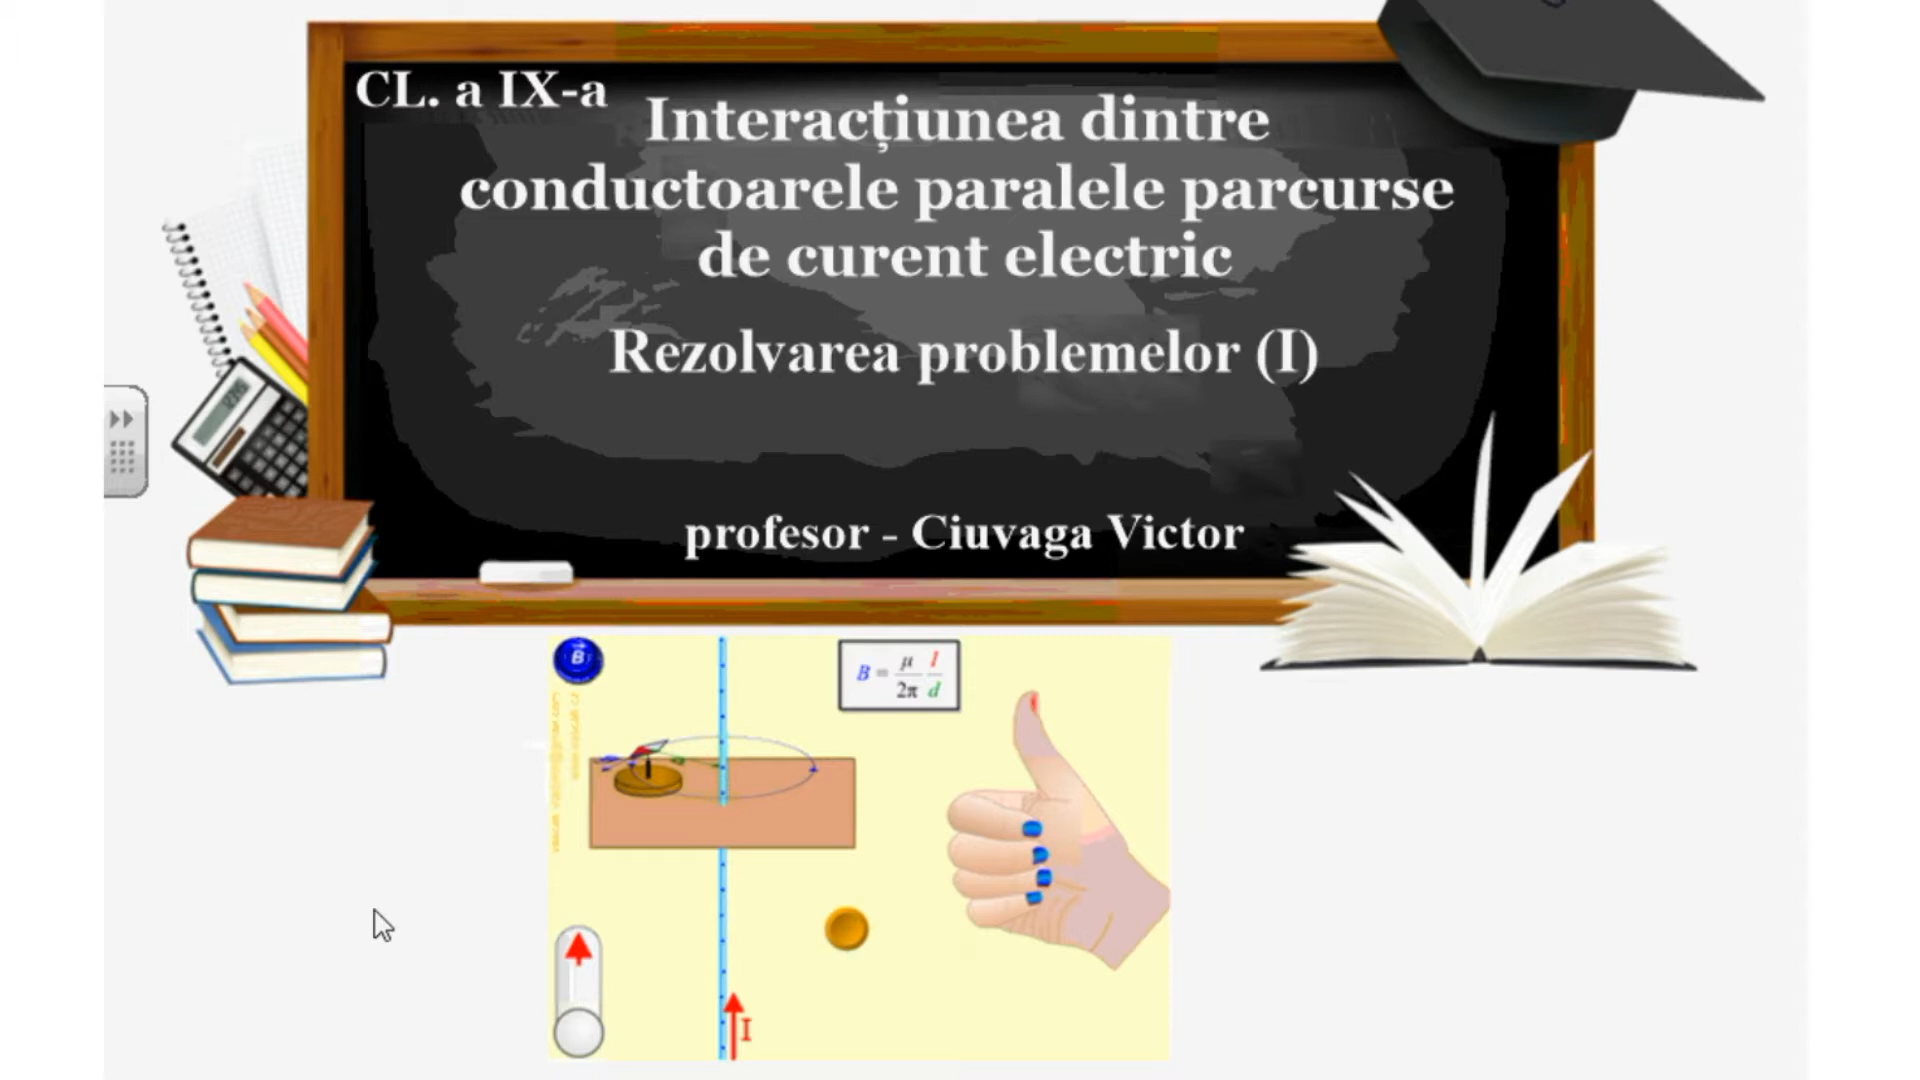 CL. a IX-a
Interacțiunea dintre
conductoarele paralele parcurse
de curent electric
Rezolvarea problemelor (I)
profesor - Ciuvaga Victor
B
B = μ/2π I/d
I